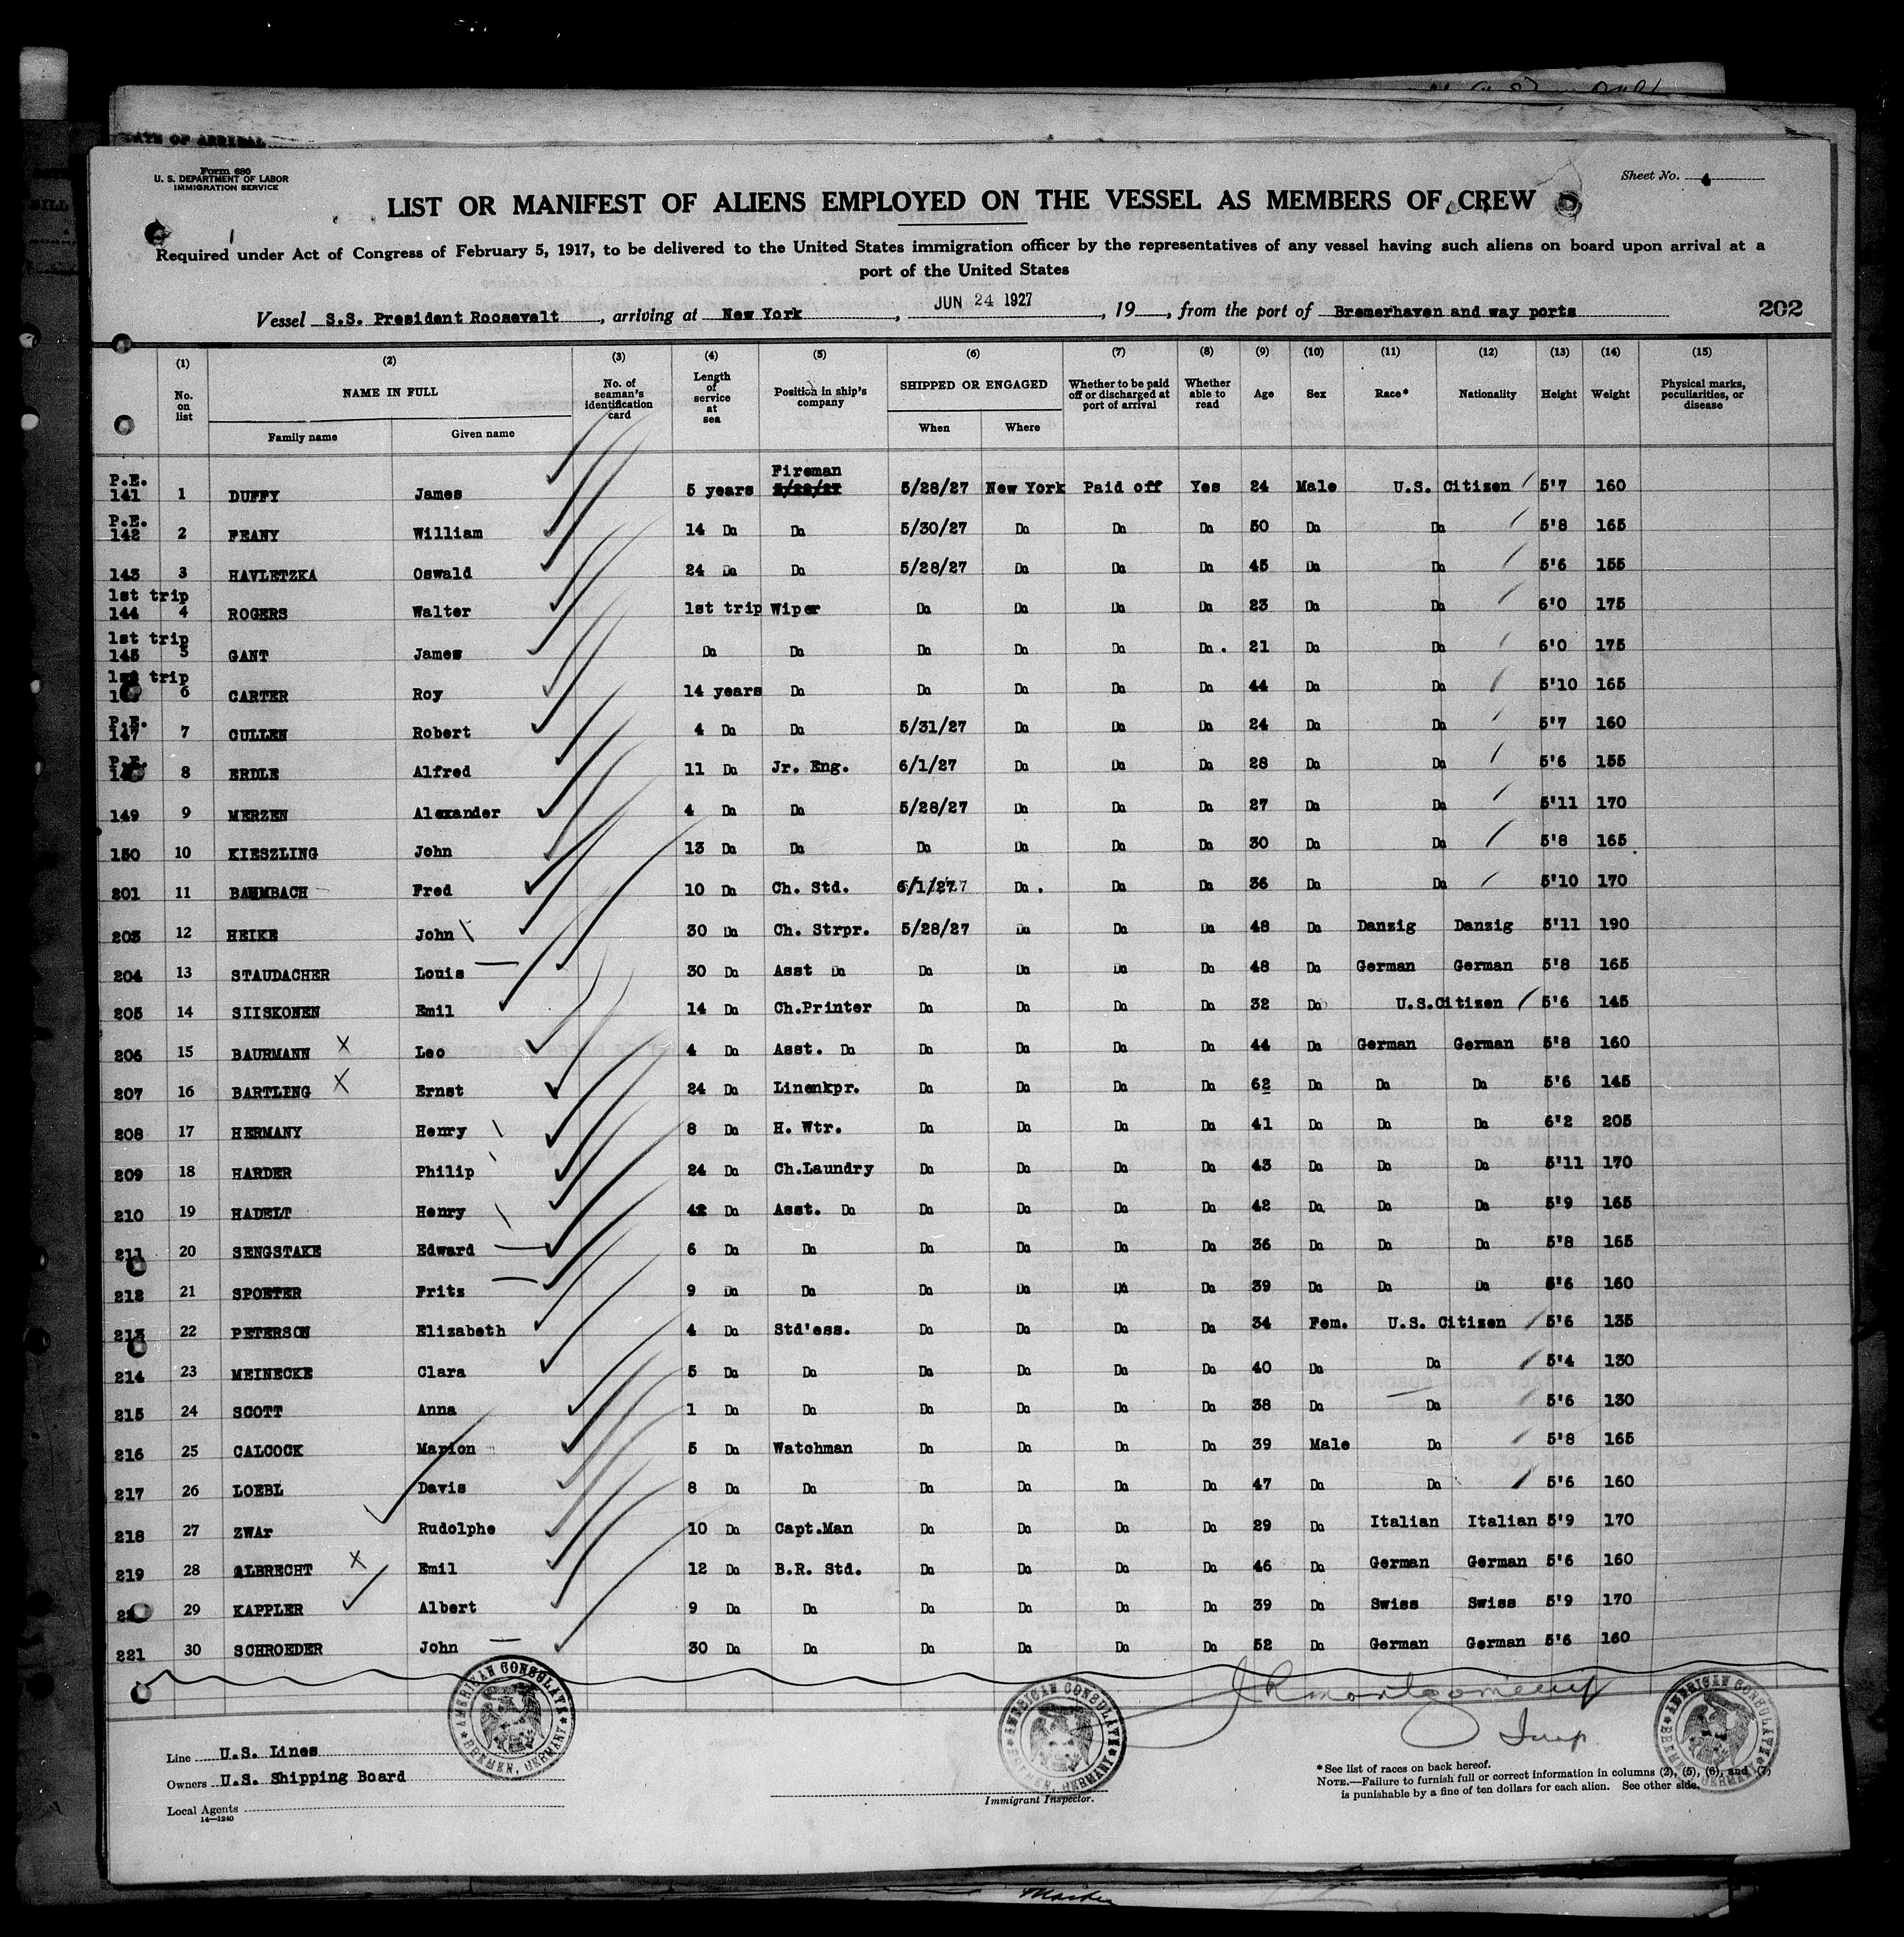 DATE OF ARRIVAL
Form 680
U. S. DEPARTMENT OF LABOR
IMMIGRATION SERVICE
Sheet No. 4
LIST OR MANIFEST OF ALIENS EMPLOYED ON THE VESSEL AS MEMBERS OF CREW
Required under Act of Congress of February 5, 1917, to be delivered to the United States immigration officer by the representatives of any vessel having such aliens on board upon arrival at a
port of the United States
Vessel S.S. President Roosevelt, arriving at New York, JUN 24 1927, 19, from the port of Bremerhaven and way ports 202
(1) (2) (3) (4) (5) (6) (7) (8) (9) (10) (11) (12) (13) (14) (15)
No. on list NAME IN FULL Family name Given name No. of seaman's identification card Length of service at sea Position in ship's company SHIPPED OR ENGAGED When Where Whether to be paid off or discharged at port of arrival Whether able to read Age Sex Race* Nationality Height Weight Physical marks, peculiarities, or disease
P.E. 141 1 DUFFY James 5 years Fireman 5/28/27 New York Paid off Yes 24 Male U.S. Citizen 5'7 160
P.E. 142 2 FEANY William 14 Do Do 5/30/27 Do Do Do 50 Do Do 5'8 165
143 3 HAVLETZKA Oswald 24 Do Do 5/28/27 Do Do Do 45 Do Do 5'6 155
1st trip 144 4 ROGERS Walter 1st trip Wiper Do Do Do Do 23 Do Do 6'0 175
1st trip 145 5 GANT James Do Do Do Do Do Do. 21 Do Do 6'0 175
1st trip 6 CARTER Roy 14 years Do Do Do Do Do 44 Do Do 5'10 165
P.E. 147 7 CULLEN Robert 4 Do Do 5/31/27 Do Do Do 24 Do Do 5'7 160
P.E. 8 ERDLE Alfred 11 Do Jr. Eng. 6/1/27 Do Do Do 28 Do Do 5'6 155
149 9 MERZEN Alexander 4 Do Do 5/28/27 Do Do Do 27 Do Do 5'11 170
150 10 KIESZLING John 13 Do Do Do Do Do Do 30 Do Do 5'8 165
201 11 BAUMBACH Fred 10 Do Ch. Std. 6/1/27 Do. Do Do 36 Do Do 5'10 170
203 12 HEIKE John 30 Do Ch. Strpr. 5/28/27 Do Do Do 48 Do Danzig Danzig 5'11 190
204 13 STAUDACHER Louis 30 Do Asst Do Do Do Do Do 48 Do German German 5'8 165
205 14 SIISKONEN Emil 14 Do Ch.Printer Do Do Do Do 32 Do U.S.Citizen 5'6 145
206 15 BAURMANN X Leo 4 Do Asst. Do Do Do Do Do 44 Do German German 5'8 160
207 16 BARTLING X Ernst 24 Do Linenkpr. Do Do Do Do 62 Do Do Do 5'6 145
208 17 HERMANY Henry 8 Do H. Wtr. Do Do Do Do 41 Do Do Do 6'2 205
209 18 HARDER Philip 24 Do Ch.Laundry Do Do Do Do 43 Do Do Do 5'11 170
210 19 HADELT Henry 42 Do Asst. Do Do Do Do Do 42 Do Do Do 5'9 165
211 20 SENGSTAKE Edward 6 Do Do Do Do Do Do 36 Do Do Do 5'8 165
212 21 SPOETER Fritz 9 Do Do Do Do Do Do 39 Do Do Do 5'6 160
213 22 PETERSON Elizabeth 4 Do Std'ess. Do Do Do Do 34 Fem. U.S. Citizen 5'6 135
214 23 MEINECKE Clara 5 Do Do Do Do Do Do 40 Do Do 5'4 130
215 24 SCOTT Anna 1 Do Do Do Do Do Do 38 Do Do 5'6 130
216 25 CALCOCK Marion 5 Do Watchman Do Do Do Do 39 Male Do 5'8 165
217 26 LOEBL Davis 8 Do Do Do Do Do Do 47 Do Do 5'6 160
218 27 ZWAr Rudolphe 10 Do Capt.Man Do Do Do Do 29 Do Italian Italian 5'9 170
219 28 ALBRECHT X Emil 12 Do B.R. Std. Do Do Do Do 46 Do German German 5'6 160
29 KAPPLER Albert 9 Do Do Do Do Do Do 39 Do Swiss Swiss 5'9 170
221 30 SCHROEDER John 30 Do Do Do Do Do Do 52 Do German German 5'6 160
AMERICAN CONSULATE BREMEN, GERMANY
AMERICAN CONSULATE BREMEN, GERMANY
AMERICAN CONSULATE BREMEN, GERMANY
J R Montgomery
Insp.
Line U.S. Lines
Owners U.S. Shipping Board
Local Agents
14—1240
Immigrant Inspector.
*See list of races on back hereof.
NOTE.—Failure to furnish full or correct information in columns (2), (5), (6), and (7)
is punishable by a fine of ten dollars for each alien. See other side.